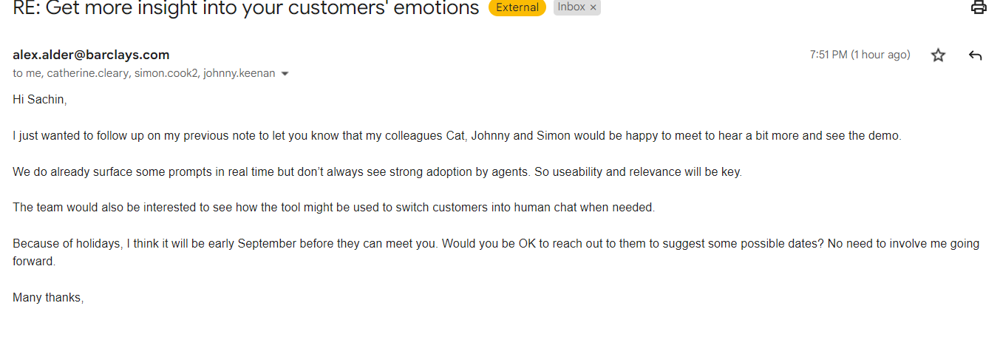 RE: Get more insight into your customers' emotions External Inbox ×
alex.alder@barclays.com 7:51 PM (1 hour ago)
to me, catherine.cleary, simon.cook2, johnny.keenan
Hi Sachin,
I just wanted to follow up on my previous note to let you know that my colleagues Cat, Johnny and Simon would be happy to meet to hear a bit more and see the demo.
We do already surface some prompts in real time but don’t always see strong adoption by agents. So useability and relevance will be key.
The team would also be interested to see how the tool might be used to switch customers into human chat when needed.
Because of holidays, I think it will be early September before they can meet you. Would you be OK to reach out to them to suggest some possible dates? No need to involve me going
forward.
Many thanks,